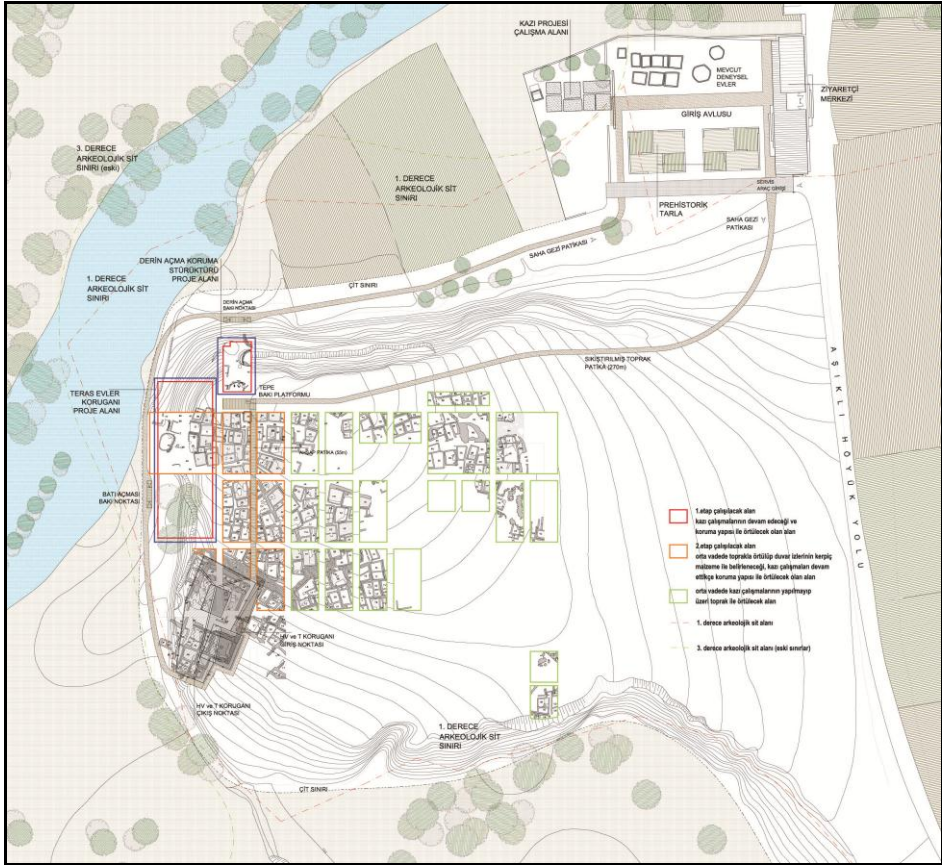 KAZI PROJESİ
ÇALIŞMA ALANI
MEVCUT
DENEYSEL
EVLER
ZİYARETÇİ
MERKEZİ
GİRİŞ AVLUSU
3. DERECE
ARKEOLOJİK SİT
SINIRI (eski)
1. DERECE
ARKEOLOJİK SİT
SINIRI
SERVİS
ARAÇ GİRİŞİ
PREHİSTORİK
TARLA
SAHA GEZİ
PATİKASI
SAHA GEZİ PATİKASI
DERİN AÇMA KORUMA
STÜRÜKTÜRÜ
PROJE ALANI
1. DERECE
ARKEOLOJİK SİT
SINIRI
ÇİT SINIRI
DERİN AÇMA
BAKI NOKTASI
SIKIŞTIRILMIŞ TOPRAK
PATİKA (270m)
AŞIKLI HÖYÜK YOLU
TERAS EVLER
KORUGANI
PROJE ALANI
TEPE
BAKI PLATFORMU
BATI AÇMASI
BAKI NOKTASI
1.etap çalışılacak alan
kazı çalışmalarının devam edeceği ve
koruma yapısı ile örtülecek olan alan
2.etap çalışılacak alan
orta vadede toprakla örtülüp duvar izlerinin kerpiç
malzeme ile belirleneceği, kazı çalışmaları devam
ettikçe koruma yapısı ile örtülecek olan alan
orta vadede kazı çalışmalarının yapılmayıp
üzeri toprak ile örtülecek alan
1. derece arkeolojik sit alanı
3. derece arkeolojik sit alanı (eski sınırlar)
HV ve T KORUGANI
GİRİŞ NOKTASI
HV ve T KORUGANI
ÇIKIŞ NOKTASI
1. DERECE
ARKEOLOJİK SİT
SINIRI
ÇİT SINIRI